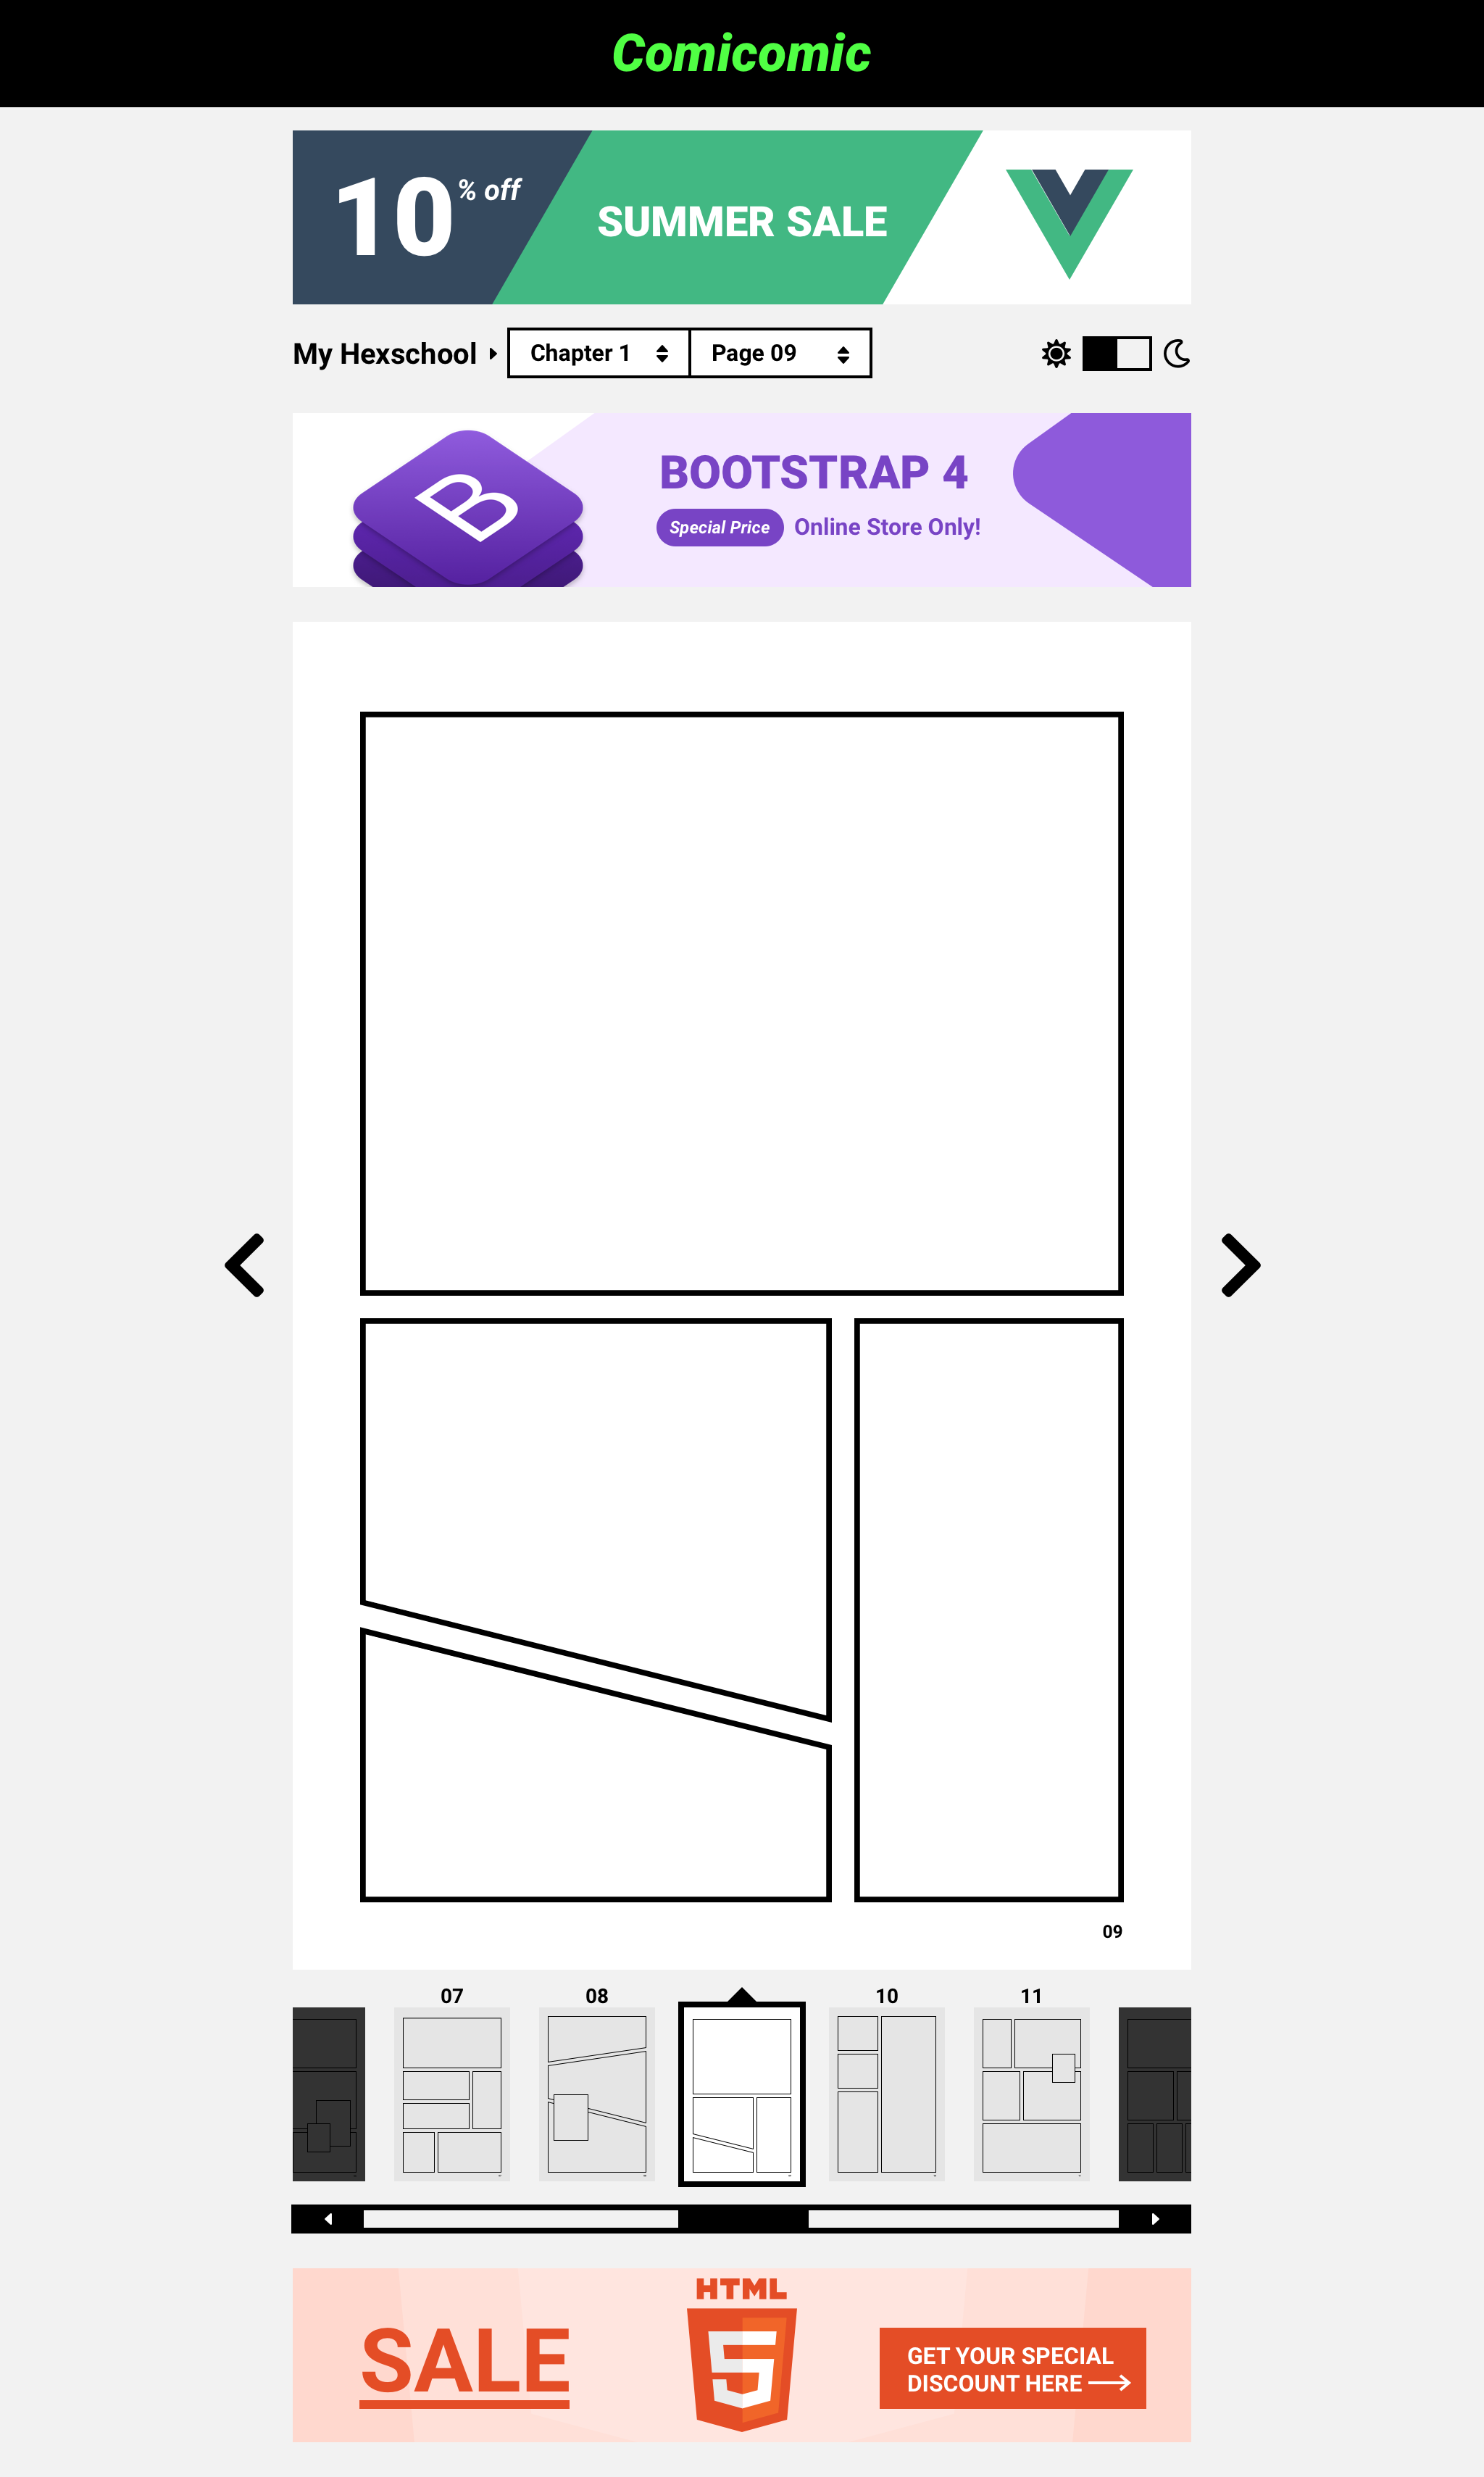 Comicomic
10 % off
SUMMER SALE
My Hexschool
Chapter 1
Page 09
B
BOOTSTRAP 4
Special Price
Online Store Only!
09
07
08
10
11
SALE
HTML
5
GET YOUR SPECIAL
DISCOUNT HERE